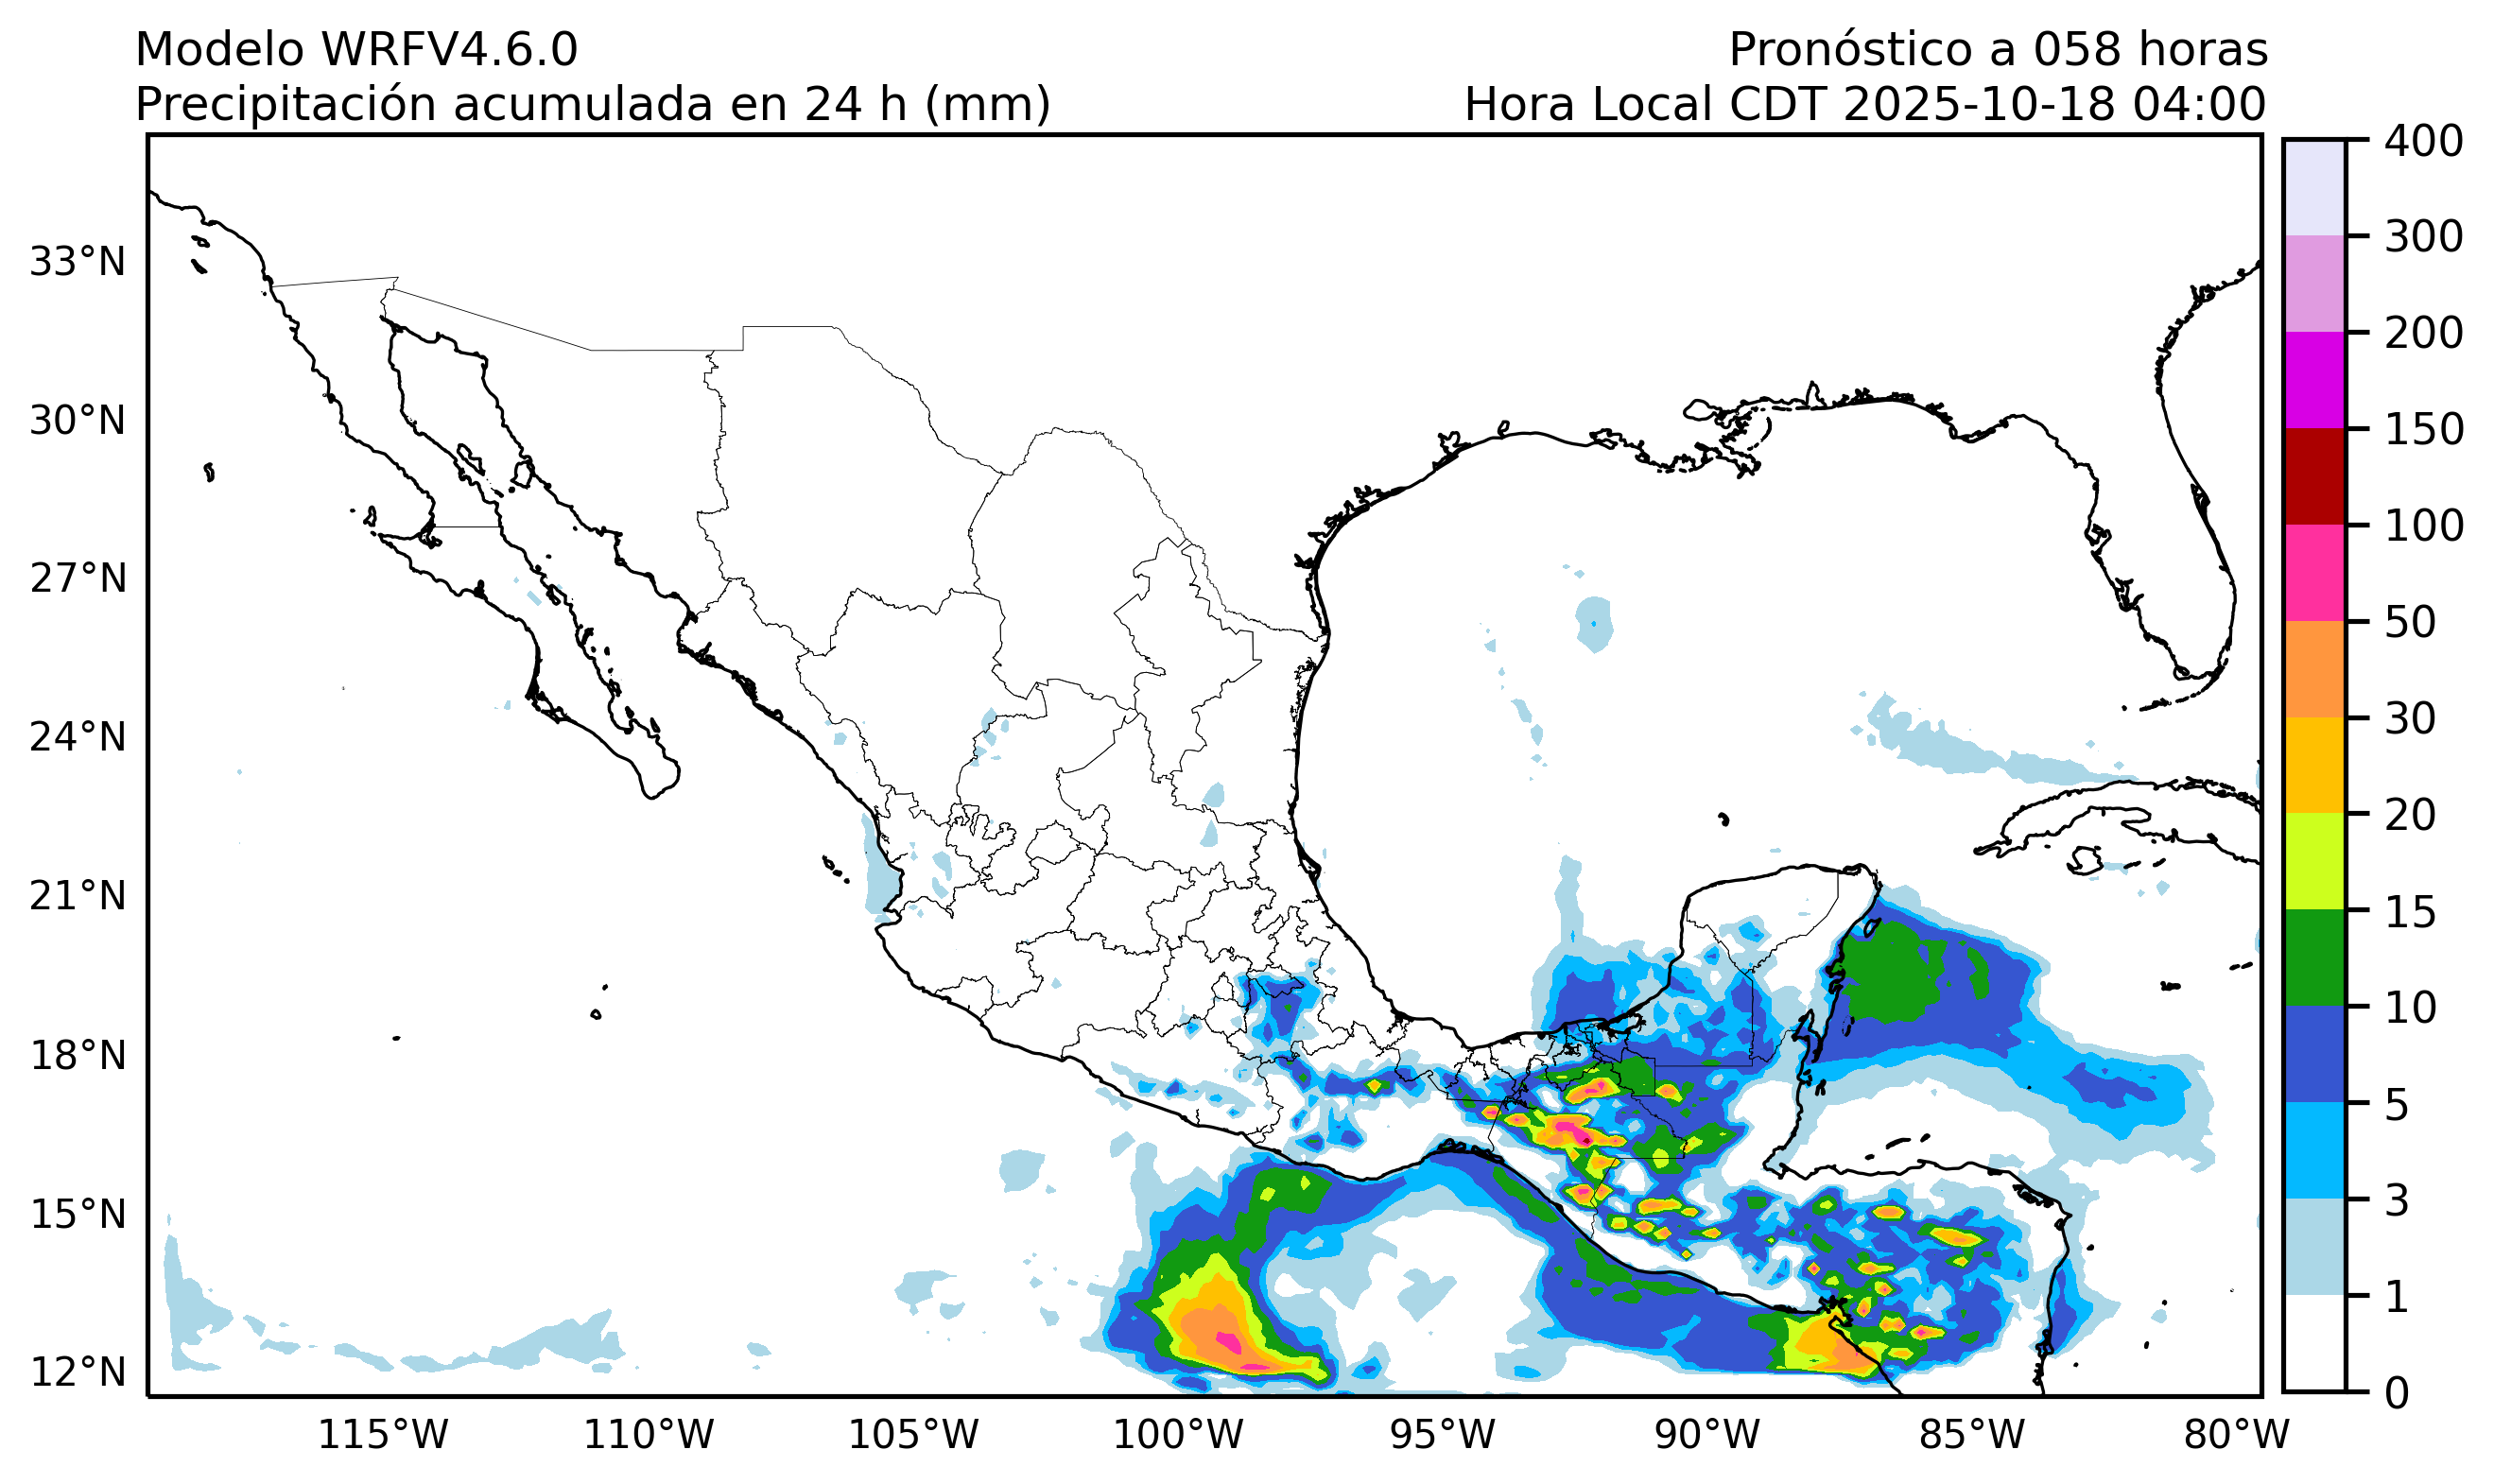 Modelo WRFV4.6.0
Pronóstico a 058 horas
Precipitación acumulada en 24 h (mm)
Hora Local CDT 2025-10-18 04:00
33°N
30°N
27°N
24°N
21°N
18°N
15°N
12°N
115°W
110°W
105°W
100°W
95°W
90°W
85°W
80°W
400
300
200
150
100
50
30
20
15
10
5
3
1
0